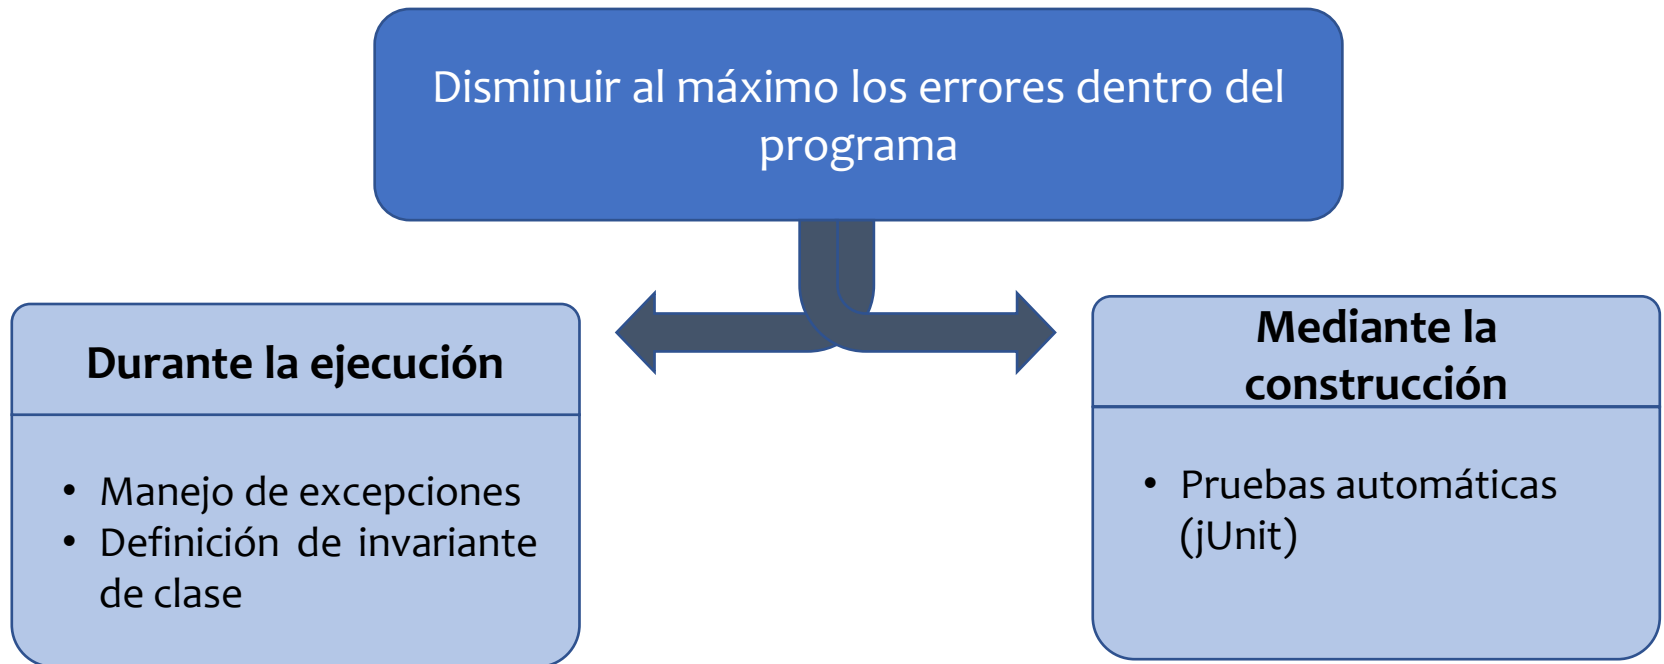 Disminuir al máximo los errores dentro del
programa
Durante la ejecución
• Manejo de excepciones
• Definición de invariante
de clase
Mediante la
construcción
• Pruebas automáticas
(jUnit)